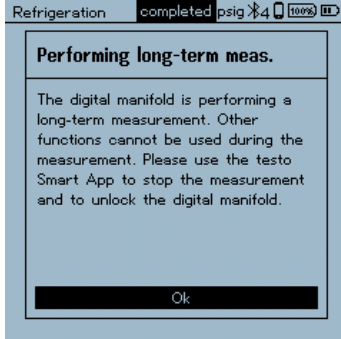 Refrigeration completed psig 4 100%
Performing long-term meas.
The digital manifold is performing a
long-term measurement. Other
functions cannot be used during the
measurement. Please use the testo
Smart App to stop the measurement
and to unlock the digital manifold.
Ok